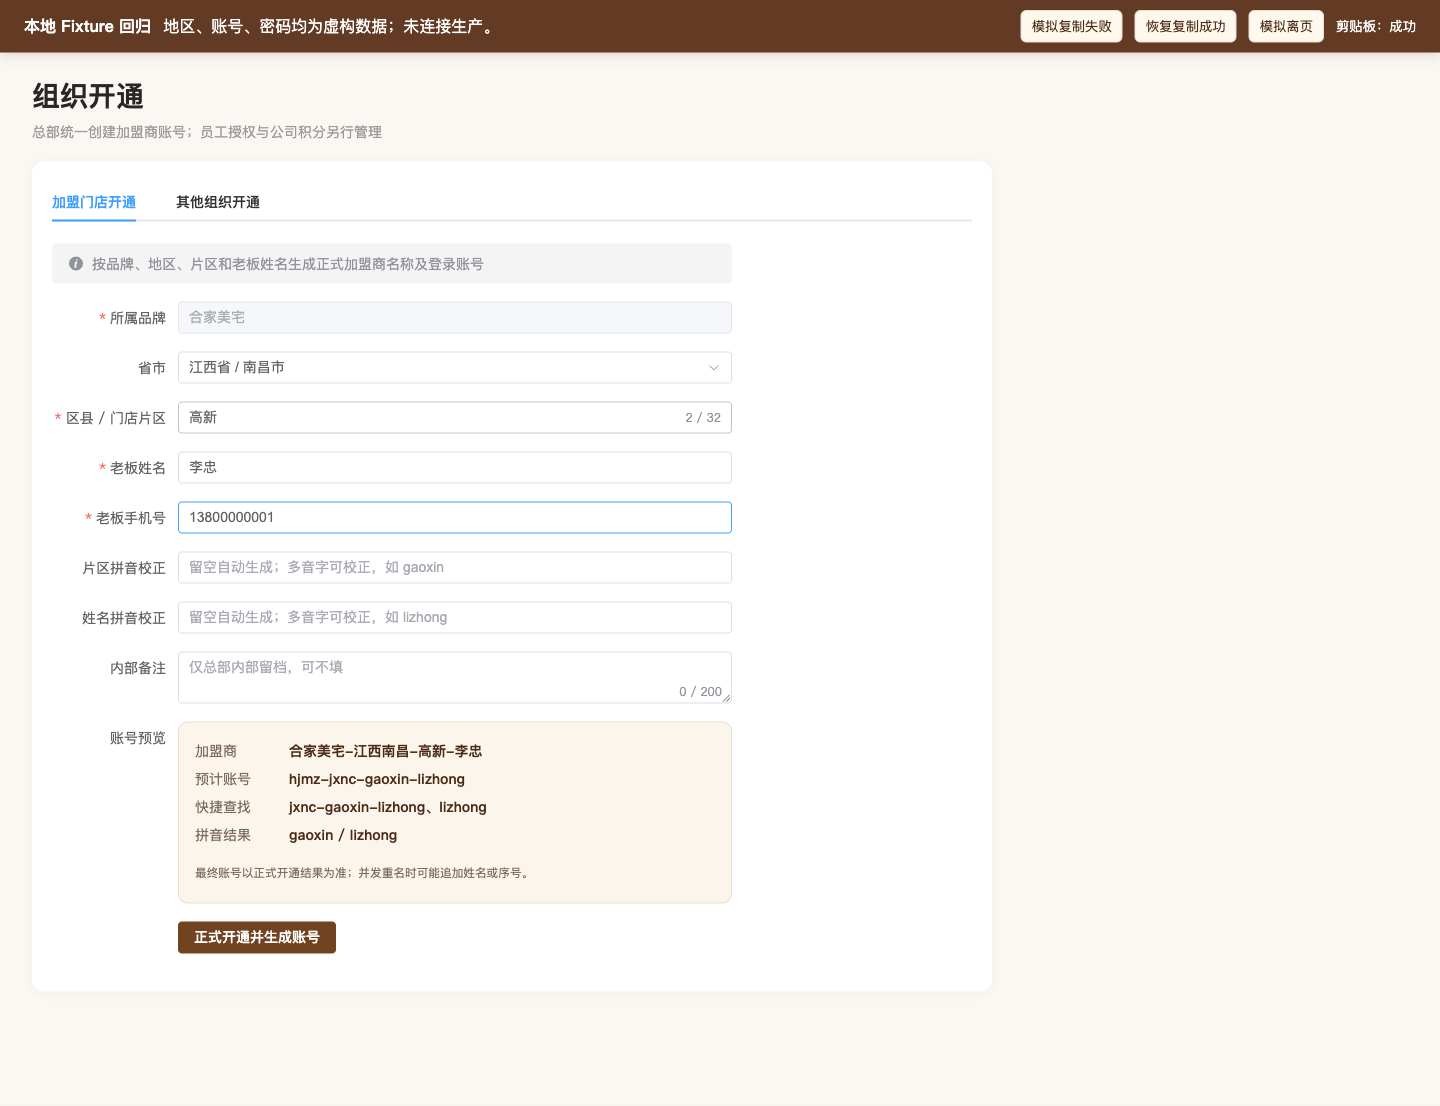 本地 Fixture 回归 地区、账号、密码均为虚构数据；未连接生产。 模拟复制失败 恢复复制成功 模拟离页 剪贴板：成功
组织开通
总部统一创建加盟商账号；员工授权与公司积分另行管理
加盟门店开通 其他组织开通
按品牌、地区、片区和老板姓名生成正式加盟商名称及登录账号
* 所属品牌 合家美宅
省市 江西省 / 南昌市
* 区县 / 门店片区 高新 2 / 32
* 老板姓名 李忠
* 老板手机号 13800000001
片区拼音校正 留空自动生成；多音字可校正，如 gaoxin
姓名拼音校正 留空自动生成；多音字可校正，如 lizhong
内部备注 仅总部内部留档，可不填
0 / 200
账号预览
加盟商 合家美宅-江西南昌-高新-李忠
预计账号 hjmz-jxnc-gaoxin-lizhong
快捷查找 jxnc-gaoxin-lizhong、lizhong
拼音结果 gaoxin / lizhong
最终账号以正式开通结果为准；并发重名时可能追加姓名或序号。
正式开通并生成账号